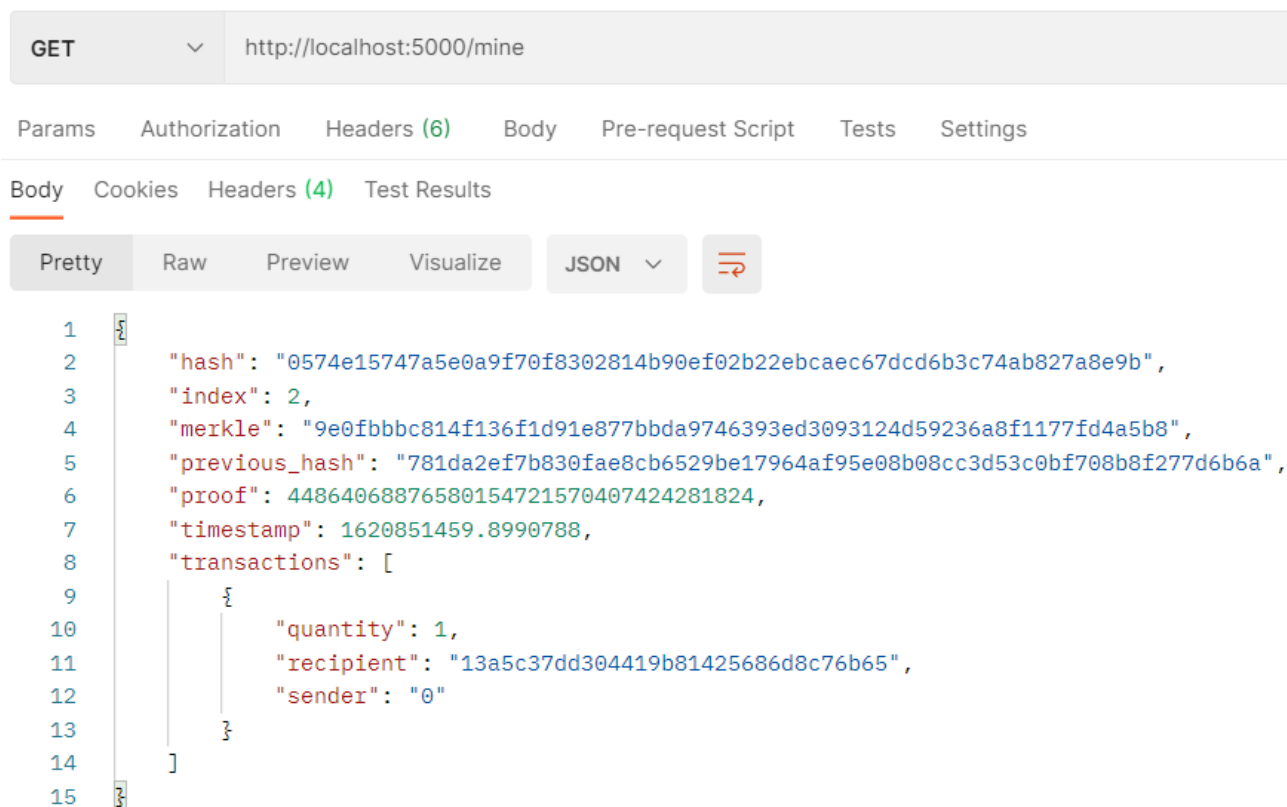 GET http://localhost:5000/mine
Params Authorization Headers (6) Body Pre-request Script Tests Settings
Body Cookies Headers (4) Test Results
Pretty Raw Preview Visualize JSON
1 {
2 "hash": "0574e15747a5e0a9f70f8302814b90ef02b22ebcaec67dcd6b3c74ab827a8e9b",
3 "index": 2,
4 "merkle": "9e0fbbbc814f136f1d91e877bbda9746393ed3093124d59236a8f1177fd4a5b8",
5 "previous_hash": "781da2ef7b830fae8cb6529be17964af95e08b08cc3d53c0bf708b8f277d6b6a",
6 "proof": 44864068876580154721570407424281824,
7 "timestamp": 1620851459.8990788,
8 "transactions": [
9 {
10 "quantity": 1,
11 "recipient": "13a5c37dd304419b81425686d8c76b65",
12 "sender": "0"
13 }
14 ]
15 }